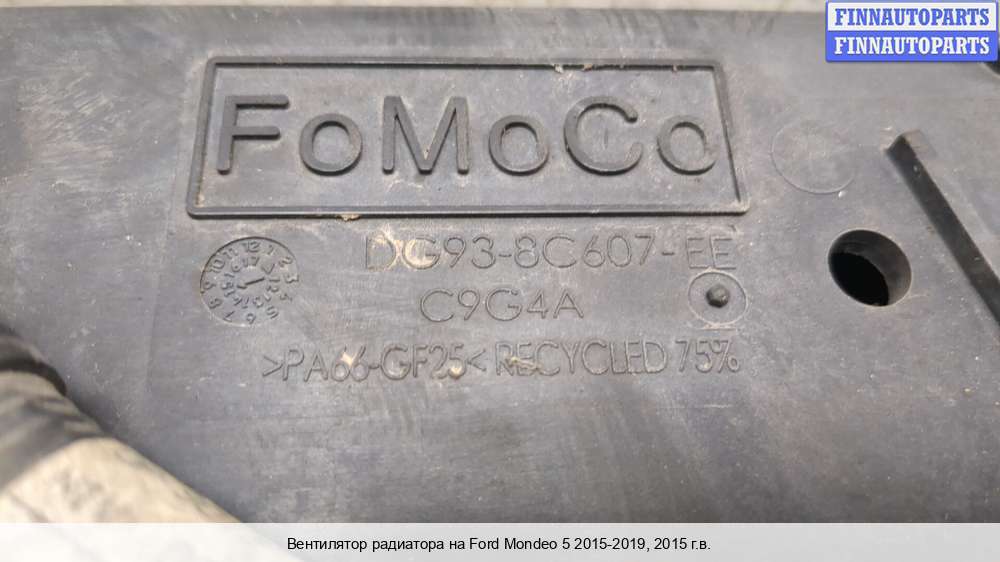 FINNAUTOPARTS
FINNAUTOPARTS
FoMoCo
DG93-8C607-EE
C9G4A
>PA66-GF25< RECYCLED 75%
Вентилятор радиатора на Ford Mondeo 5 2015-2019, 2015 г.в.